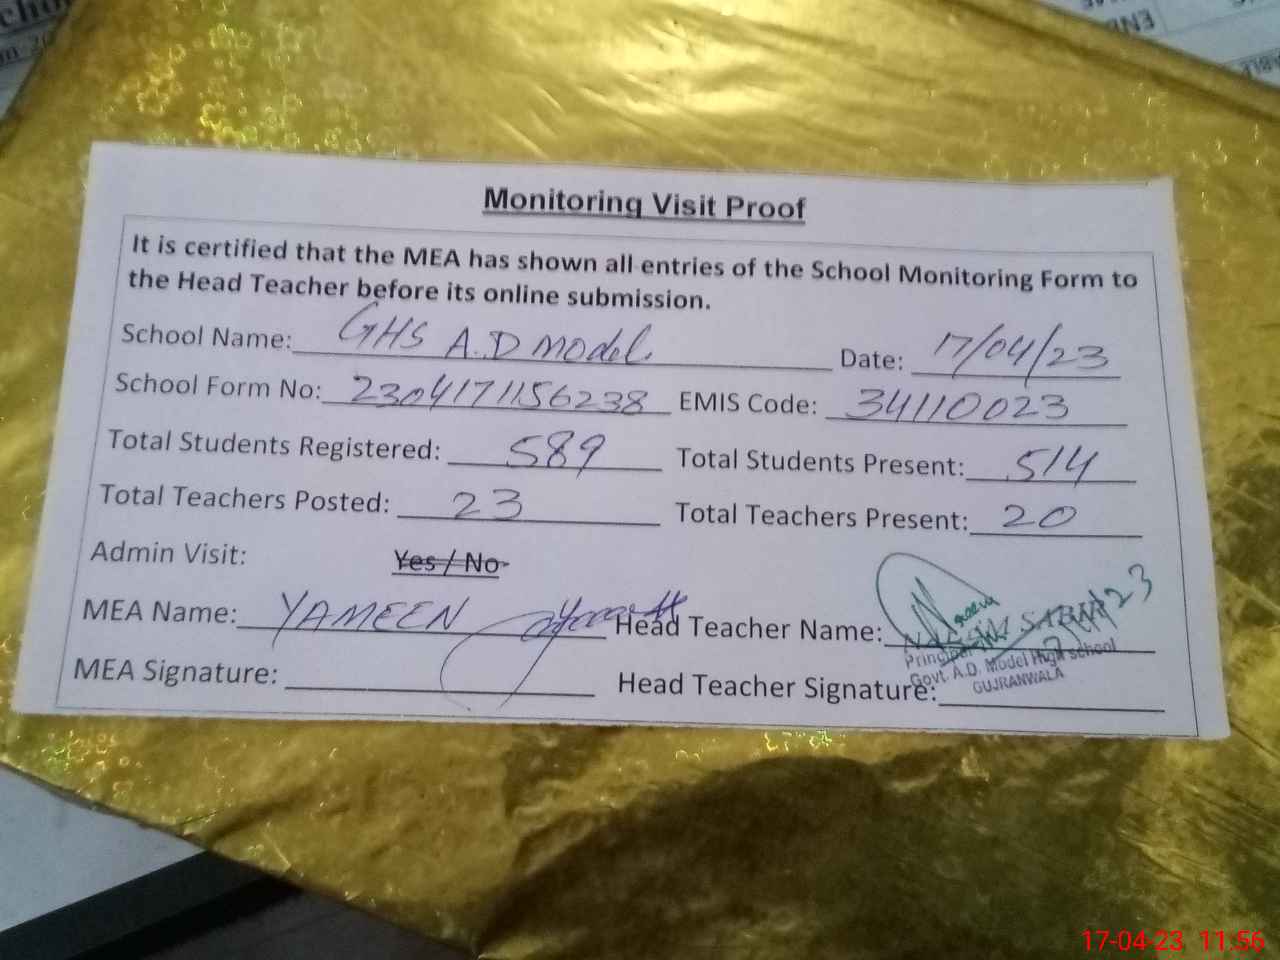 Monitoring Visit Proof
It is certified that the MEA has shown all entries of the School Monitoring Form to
the Head Teacher before its online submission.
School Name: GHS A.D Model. Date: 17/04/23
School Form No: 2304171156238 EMIS Code: 34110023
Total Students Registered: 589 Total Students Present: 514
Total Teachers Posted: 23 Total Teachers Present: 20
Admin Visit: Yes / No
MEA Name: YAMEEN Head Teacher Name:
Principal
Govt. A.D. Model High school
GUJRANWALA
MEA Signature: Head Teacher Signature:
17-04-23 11:56